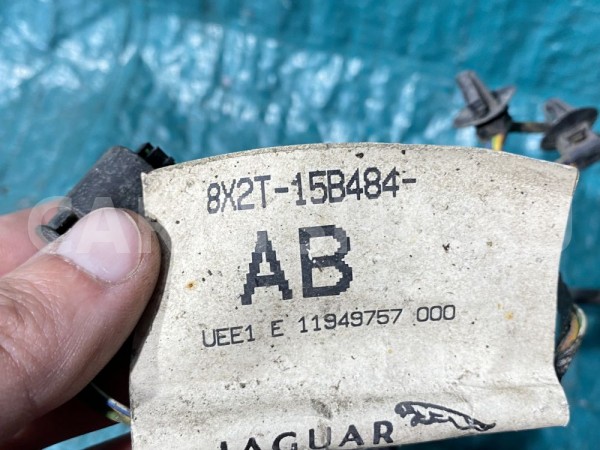 8X2T-15B484-
AB
UEE1 E 11949757 000
JAGUAR